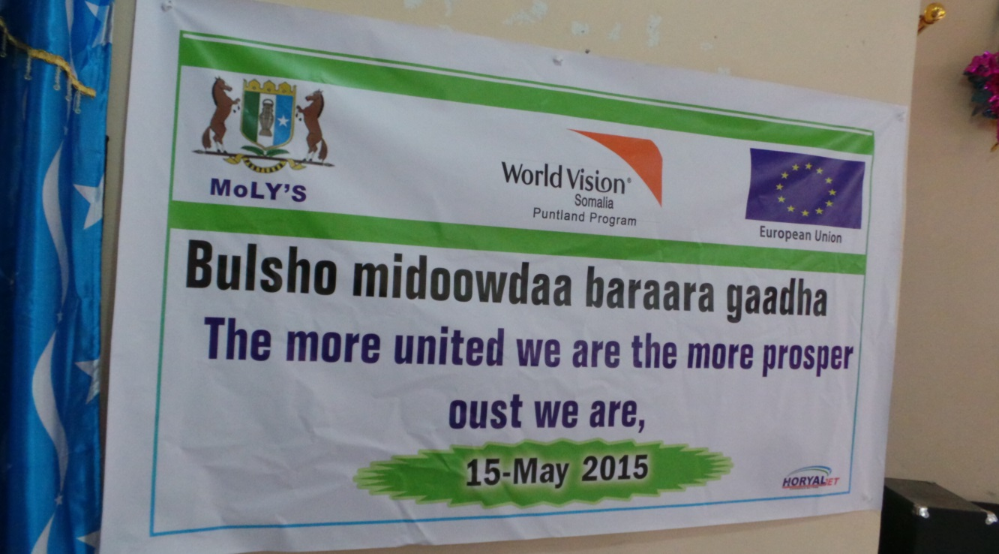 MoLY'S
World Vision®
Somalia
Puntland Program
European Union
Bulsho midoowdaa baraara gaadha
The more united we are the more prosper
oust we are,
15-May 2015
HORYAL